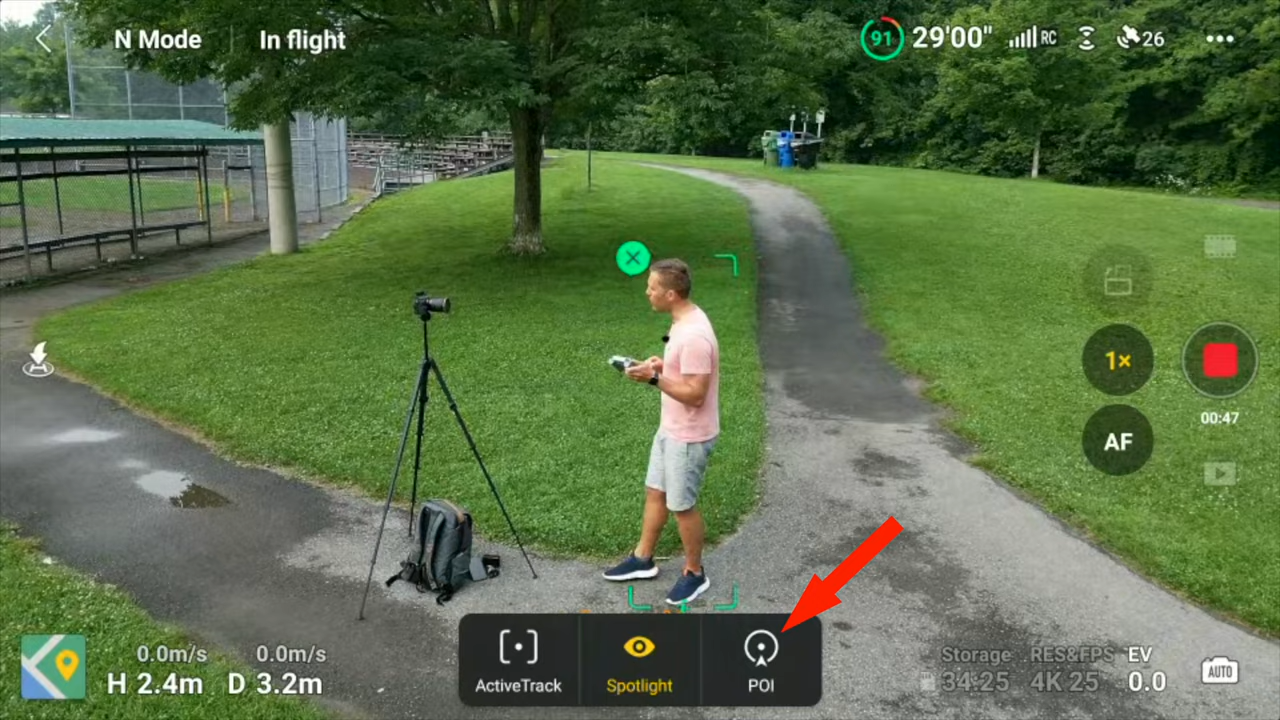 N Mode
In flight
91
29'00"
RC
26
1×
00:47
AF
0.0m/s
0.0m/s
H 2.4m
D 3.2m
ActiveTrack
Spotlight
POI
Storage
34:25
RES&FPS
4K 25
EV
0.0
AUTO